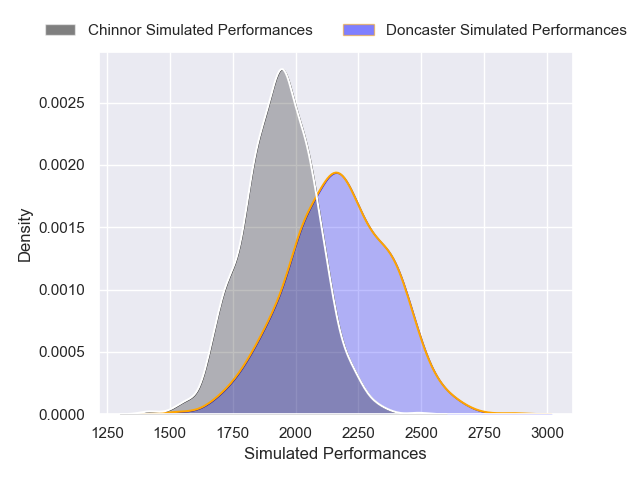 Chinnor Simulated Performances Doncaster Simulated Performances
0.0025
0.0020
0.0015
0.0010
0.0005
0.0000
Density
1250 1500 1750 2000 2250 2500 2750 3000
Simulated Performances